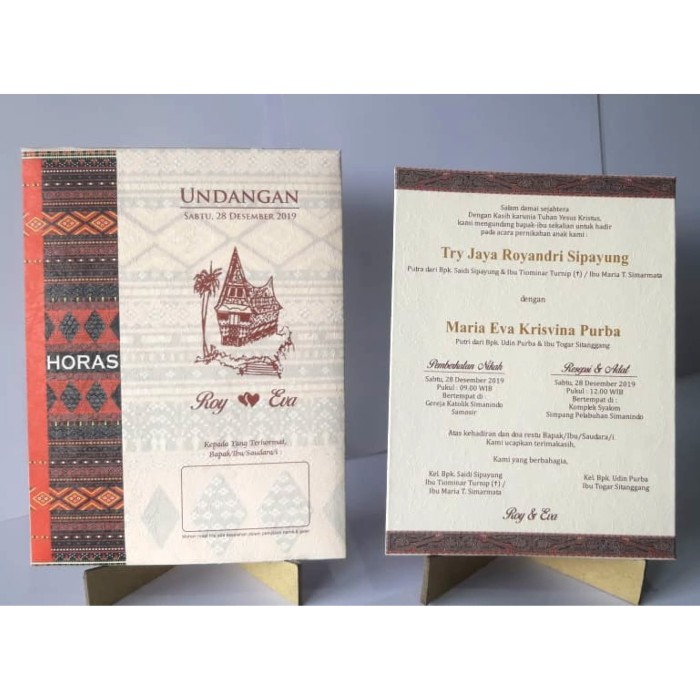 UNDANGAN
SABTU, 28 DESEMBER 2019
HORAS
Roy Eva
Kepada Yang Terhormat,
Bapak/Ibu/Saudara/i :
Salam damai sejahtera
Dengan Kasih karunia Tuhan Yesus Kristus,
kami mengundang bapak-ibu sekalian untuk hadir
pada acara pernikahan anak kami :
Try Jaya Royandri Sipayung
Putra dari Bpk. Saidi Sipayung & Ibu Tiominar Turnip (†) / Ibu Maria T. Simarmata
dengan
Maria Eva Krisvina Purba
Putri dari Bpk. Udin Purba & Ibu Togar Sitanggang
Pemberkatan Nikah
Sabtu, 28 Desember 2019
Pukul : 09.00 WIB
Bertempat di :
Gereja Katolik Simanindo
Samosir
Resepsi & Adat
Sabtu, 28 Desember 2019
Pukul : 12.00 WIB
Bertempat di :
Komplek Syalom
Simpang Pelabuhan Simanindo
Atas kehadiran dan doa restu Bapak/Ibu/Saudara/i.
Kami ucapkan terimakasih.
Kami yang berbahagia,
Kel. Bpk. Saidi Sipayung
Ibu Tiominar Turnip (†) /
Ibu Maria T. Simarmata
Kel. Bpk. Udin Purba
Ibu Togar Sitanggang
Roy & Eva